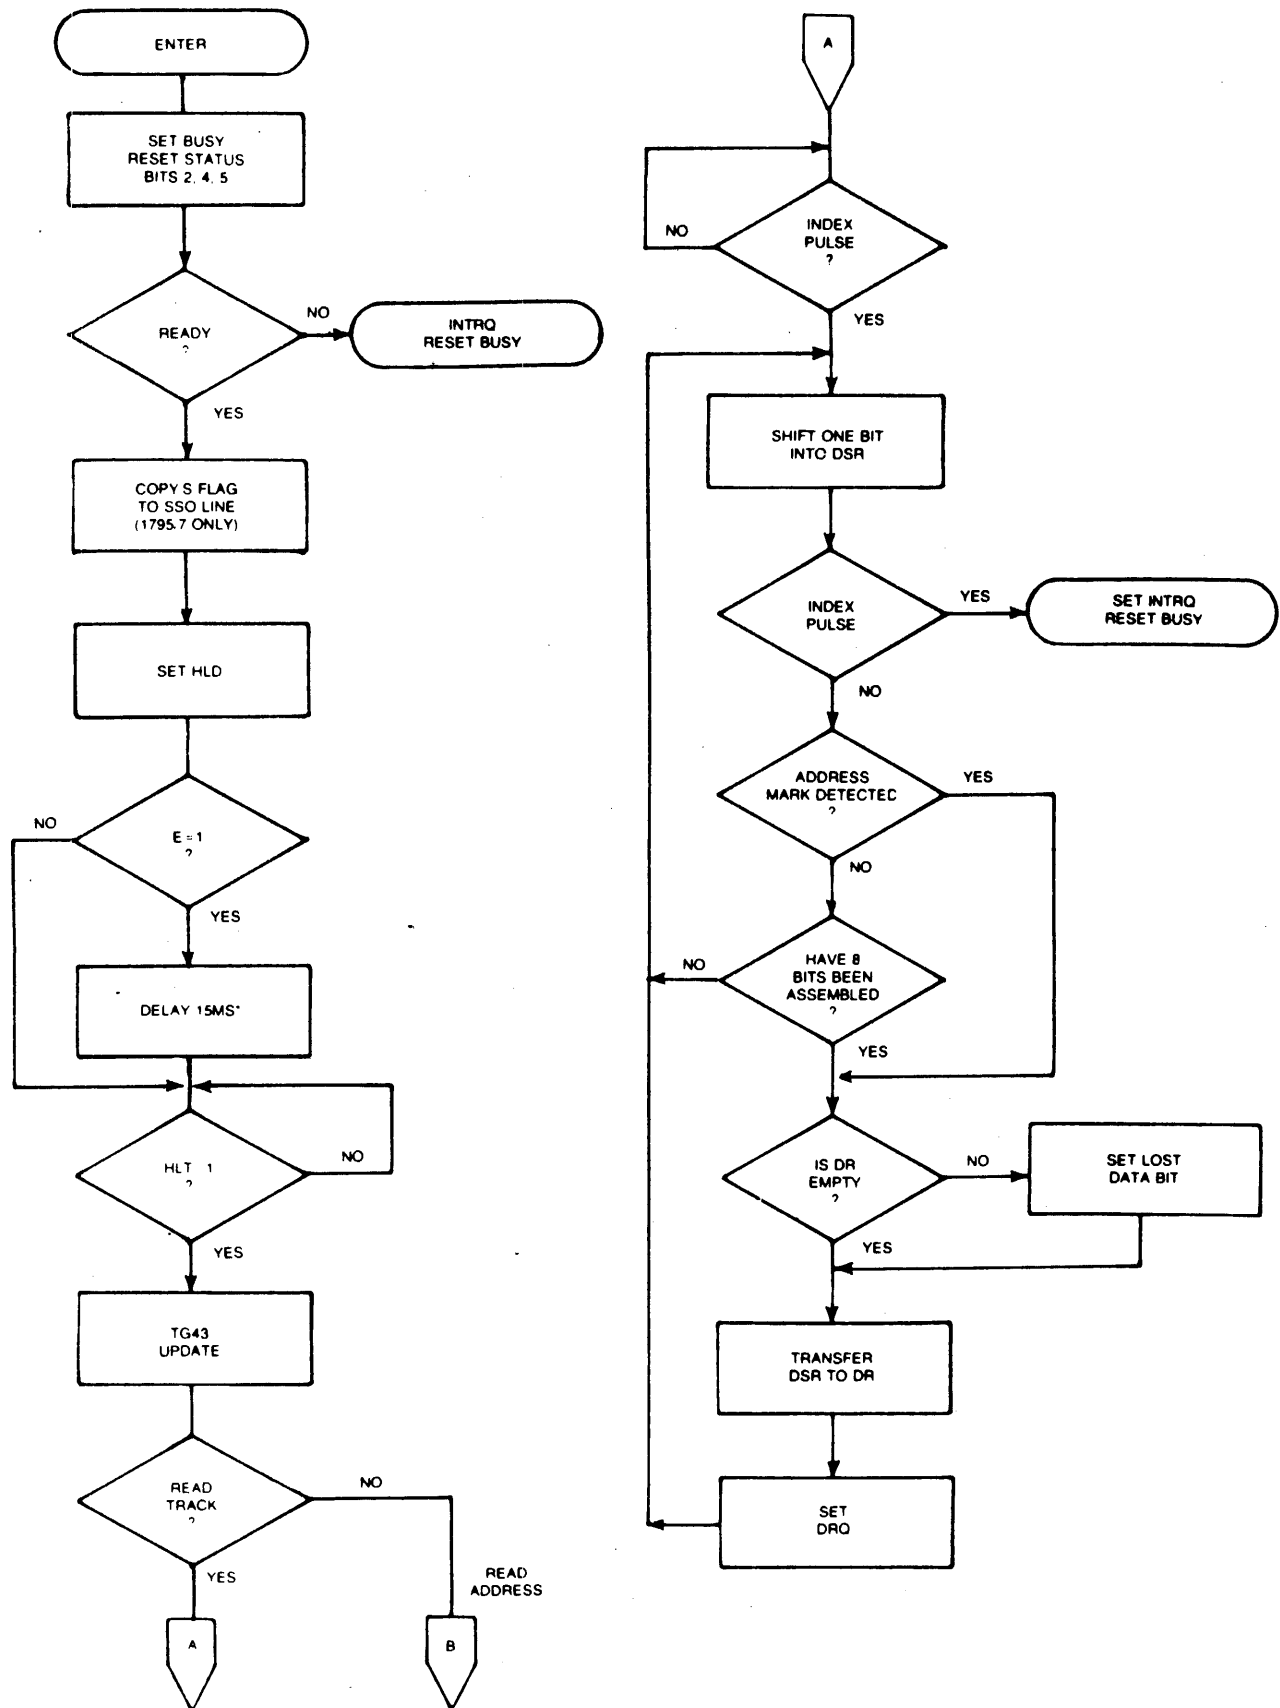 ENTER
SET BUSY
RESET STATUS
BITS 2, 4, 5
READY
?
NO
INTRQ
RESET BUSY
YES
COPY S FLAG
TO SSO LINE
(1795.7 ONLY)
SET HLD
NO
E=1
?
YES
DELAY 15MS*
HLT 1
?
NO
YES
TG43
UPDATE
READ
TRACK
?
NO
YES
READ
ADDRESS
A
B
A
INDEX
PULSE
?
NO
YES
SHIFT ONE BIT
INTO DSR
INDEX
PULSE
YES
SET INTRQ
RESET BUSY
NO
ADDRESS
MARK DETECTED
?
YES
NO
HAVE 8
BITS BEEN
ASSEMBLED
?
NO
YES
IS DR
EMPTY
?
NO
SET LOST
DATA BIT
YES
TRANSFER
DSR TO DR
SET
DRQ